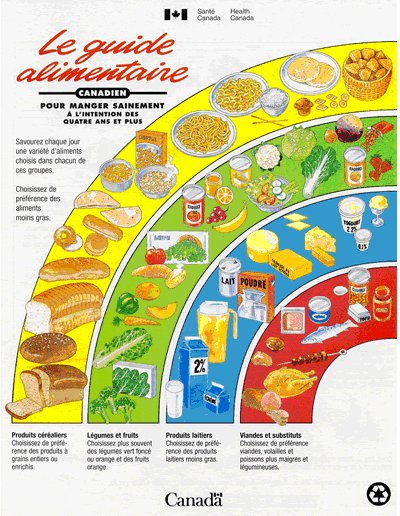 Santé Canada
Health Canada
Le guide
alimentaire
CANADIEN
POUR MANGER SAINEMENT
À L'INTENTION DES
QUATRE ANS ET PLUS
Savourez chaque jour
une variété d'aliments
choisis dans chacun de
ces groupes.
Choisissez de
préférence des
aliments
moins gras.
YOGOURT
2.2%
0.1%
LAIT
POUDRE
2%
TOFU
Produits céréaliers
Choisissez de préfé-
rence des produits à
grains entiers ou
enrichis.
Légumes et fruits
Choisissez plus souvent
des légumes vert foncé
ou orange et des fruits
orange.
Produits laitiers
Choisissez de préfé-
rence des produits
laitiers moins gras.
Viandes et substituts
Choisissez de préférence
viandes, volailles et
poissons plus maigres et
légumineuses.
Canada